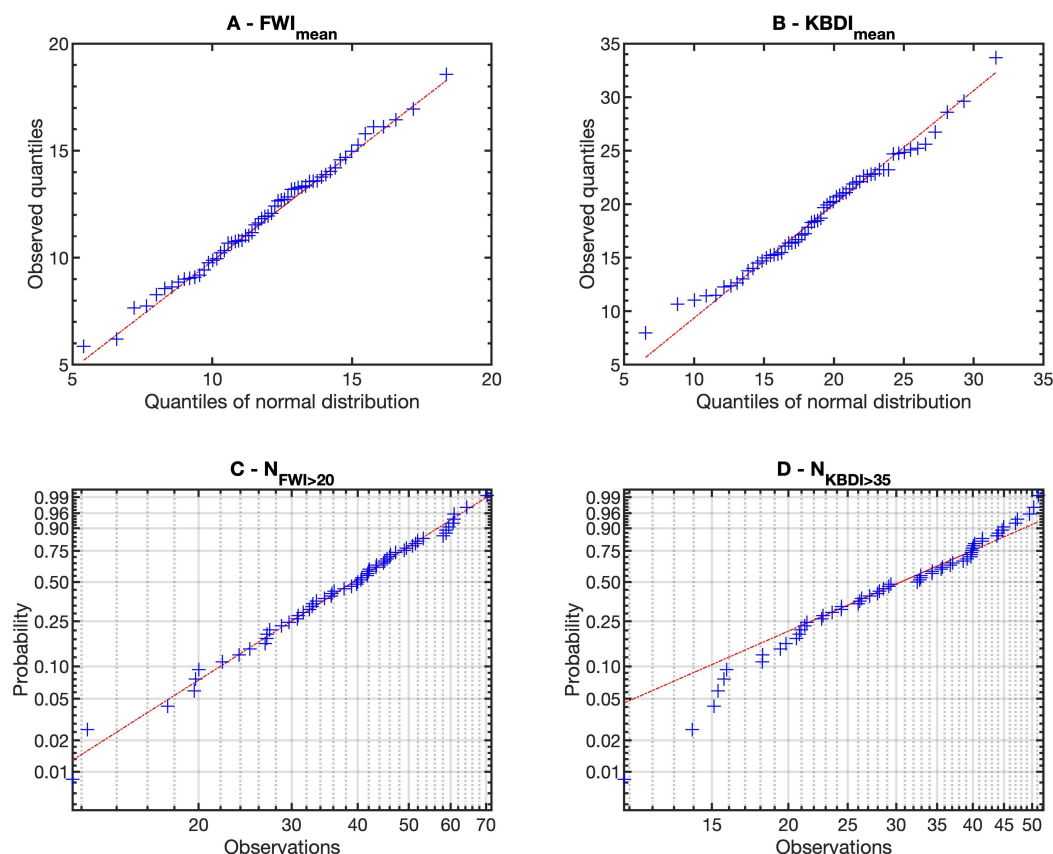 A - FWI_mean
20
15
10
5
Observed quantiles
5 10 15 20
Quantiles of normal distribution
B - KBDI_mean
35
30
25
20
15
10
5
Observed quantiles
5 10 15 20 25 30 35
Quantiles of normal distribution
C - N_FWI>20
0.99
0.96
0.90
0.75
0.50
0.25
0.10
0.05
0.02
0.01
Probability
20 30 40 50 60 70
Observations
D - N_KBDI>35
0.99
0.96
0.90
0.75
0.50
0.25
0.10
0.05
0.02
0.01
Probability
15 20 25 30 35 40 45 50
Observations